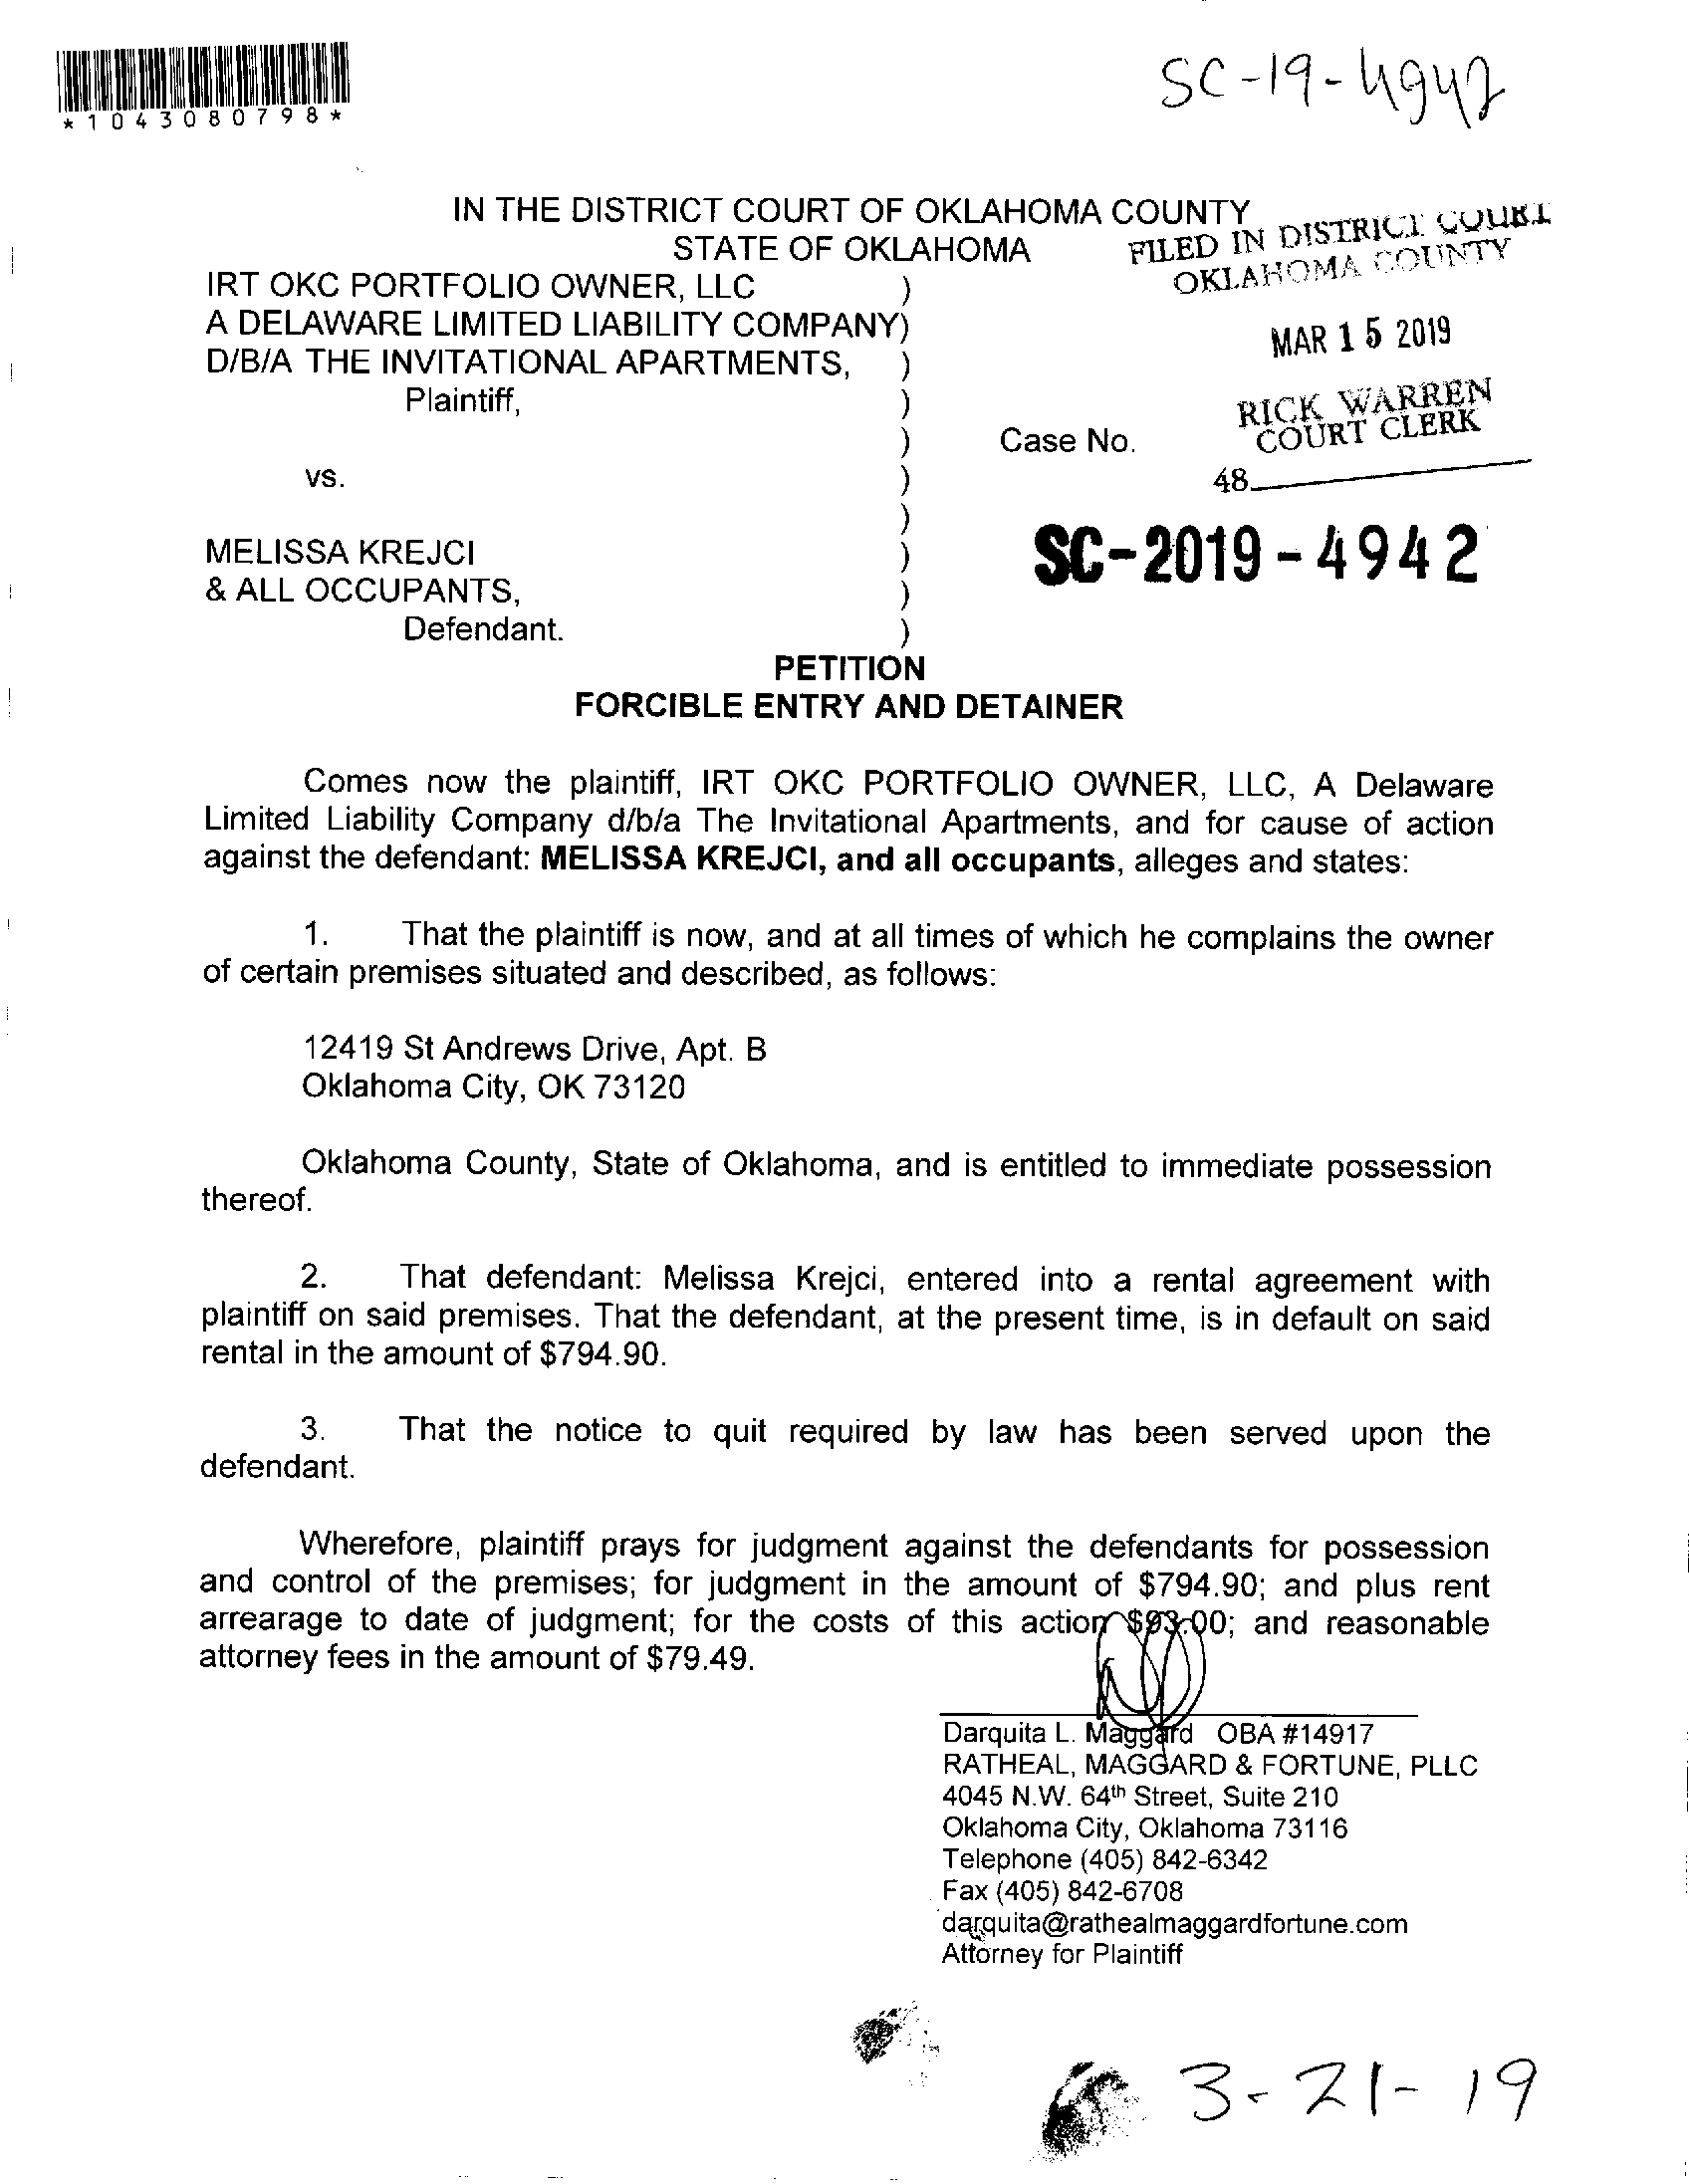 SC-19-4942
*1043080798*
IN THE DISTRICT COURT OF OKLAHOMA COUNTY
STATE OF OKLAHOMA
FILED IN DISTRICT COURT
OKLAHOMA COUNTY
MAR 15 2019
RICK WARREN
COURT CLERK
48
IRT OKC PORTFOLIO OWNER, LLC )
A DELAWARE LIMITED LIABILITY COMPANY)
D/B/A THE INVITATIONAL APARTMENTS, )
Plaintiff, )
) Case No.
vs. )
)
MELISSA KREJCI )
& ALL OCCUPANTS, )
Defendant. )
SC-2019-4942
PETITION
FORCIBLE ENTRY AND DETAINER
Comes now the plaintiff, IRT OKC PORTFOLIO OWNER, LLC, A Delaware
Limited Liability Company d/b/a The Invitational Apartments, and for cause of action
against the defendant: MELISSA KREJCI, and all occupants, alleges and states:
1. That the plaintiff is now, and at all times of which he complains the owner
of certain premises situated and described, as follows:
12419 St Andrews Drive, Apt. B
Oklahoma City, OK 73120
Oklahoma County, State of Oklahoma, and is entitled to immediate possession
thereof.
2. That defendant: Melissa Krejci, entered into a rental agreement with
plaintiff on said premises. That the defendant, at the present time, is in default on said
rental in the amount of $794.90.
3. That the notice to quit required by law has been served upon the
defendant.
Wherefore, plaintiff prays for judgment against the defendants for possession
and control of the premises; for judgment in the amount of $794.90; and plus rent
arrearage to date of judgment; for the costs of this action $93.00; and reasonable
attorney fees in the amount of $79.49.
Darquita L. Maggard OBA #14917
RATHEAL, MAGGARD & FORTUNE, PLLC
4045 N.W. 64th Street, Suite 210
Oklahoma City, Oklahoma 73116
Telephone (405) 842-6342
Fax (405) 842-6708
darquita@rathealmaggardfortune.com
Attorney for Plaintiff
3-21-19